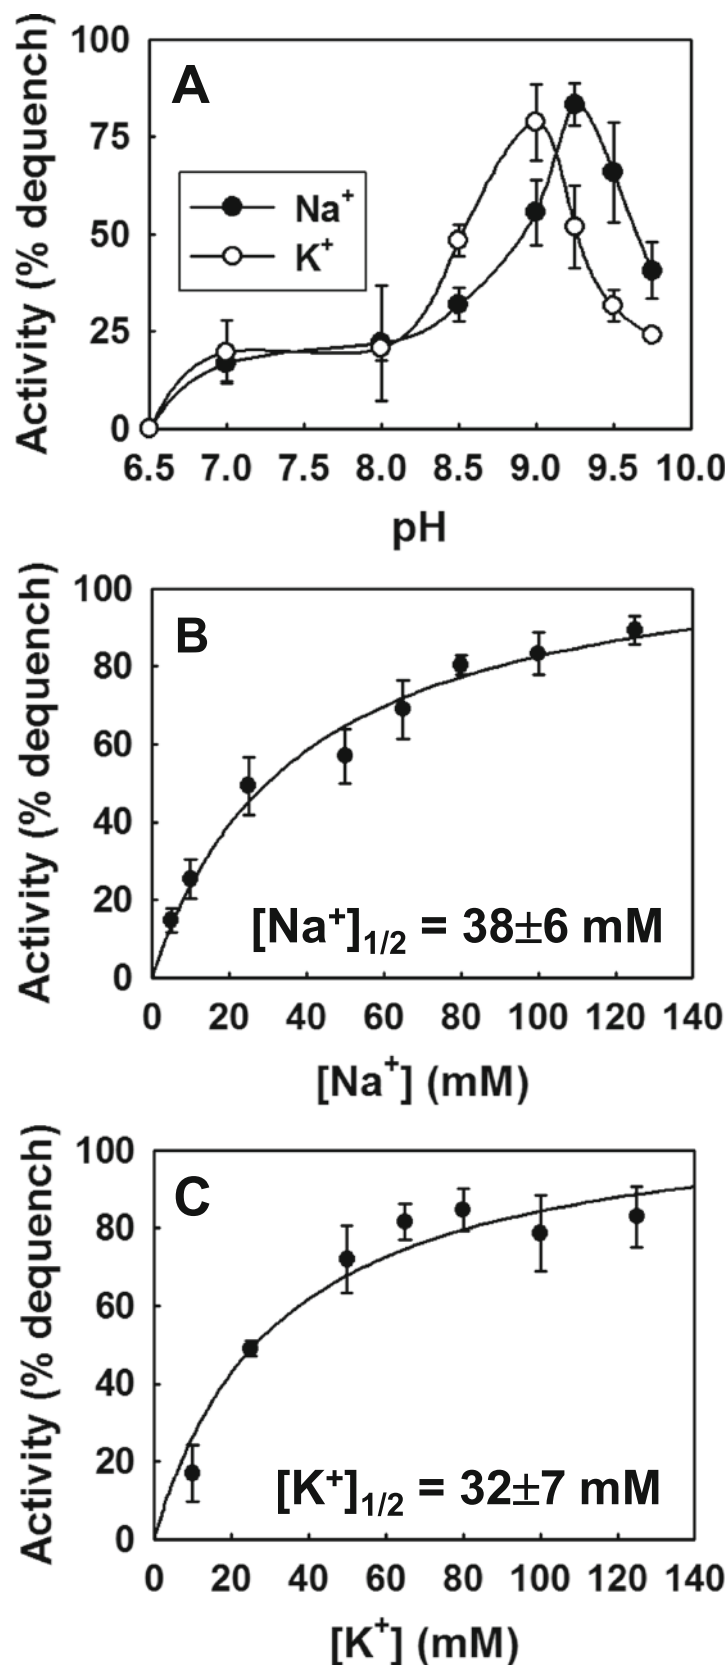 A
Activity (% dequench)
100
75
50
25
0
Na⁺
K⁺
6.5 7.0 7.5 8.0 8.5 9.0 9.5 10.0
pH
B
Activity (% dequench)
100
80
60
40
20
0
[Na⁺]1/2 = 38±6 mM
0 20 40 60 80 100 120 140
[Na⁺] (mM)
C
Activity (% dequench)
100
80
60
40
20
0
[K⁺]1/2 = 32±7 mM
0 20 40 60 80 100 120 140
[K⁺] (mM)